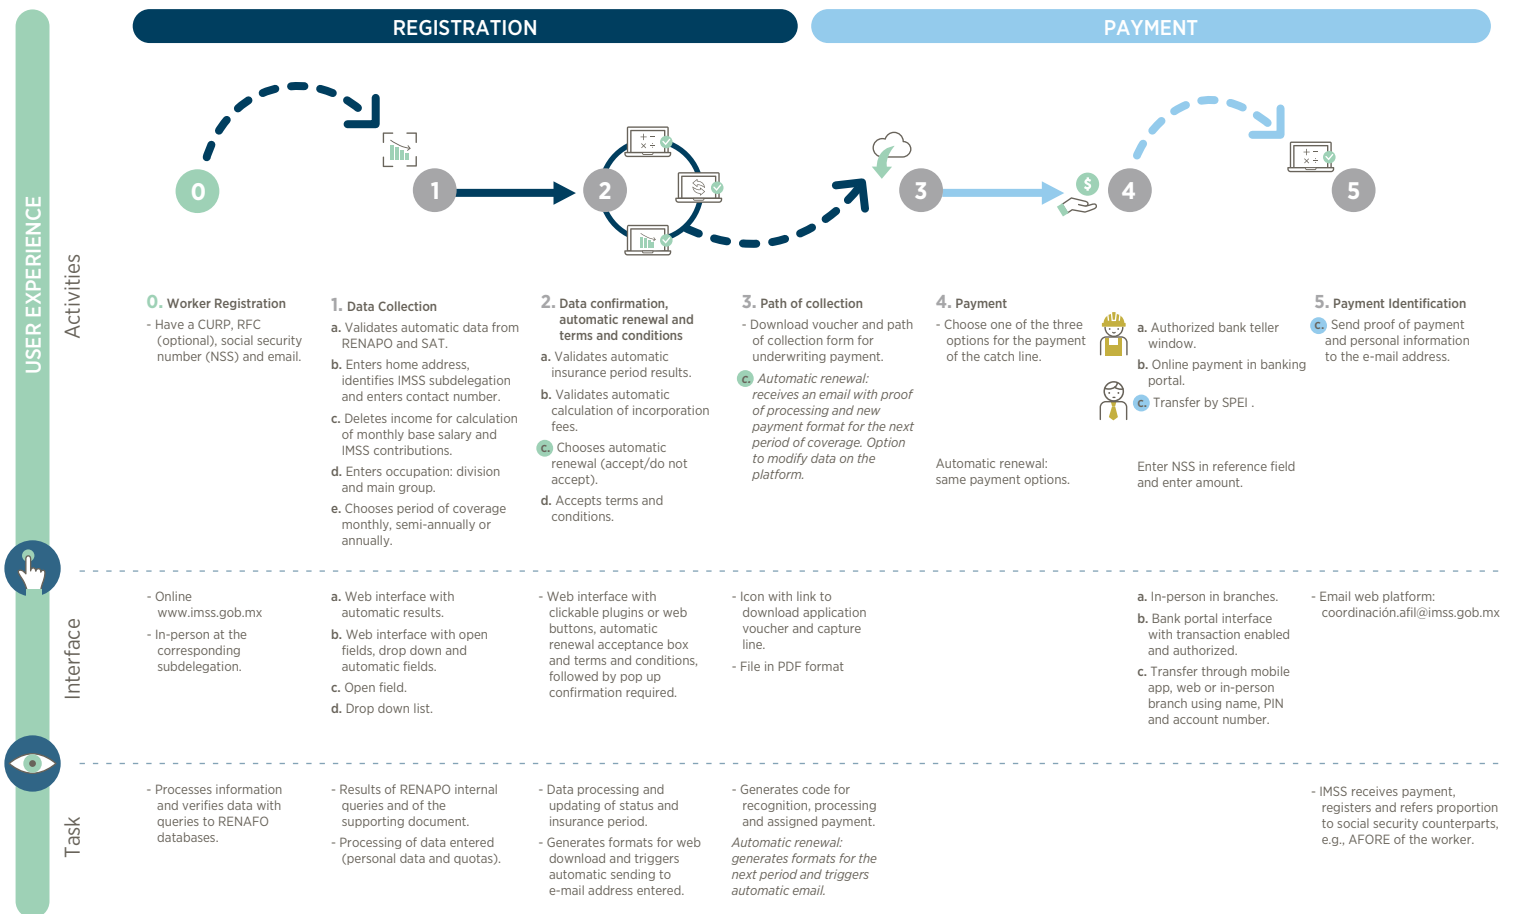 REGISTRATION
PAYMENT
USER EXPERIENCE
Activities
0
1
2
3
4
5
$
0. Worker Registration
- Have a CURP, RFC
(optional), social security
number (NSS) and email.
1. Data Collection
a. Validates automatic data from
RENAPO and SAT.
b. Enters home address,
identifies IMSS subdelegation
and enters contact number.
c. Deletes income for calculation
of monthly base salary and
IMSS contributions.
d. Enters occupation: division
and main group.
e. Chooses period of coverage
monthly, semi-annually or
annually.
2. Data confirmation,
automatic renewal and
terms and conditions
a. Validates automatic
insurance period results.
b. Validates automatic
calculation of incorporation
fees.
c. Chooses automatic
renewal (accept/do not
accept).
d. Accepts terms and
conditions.
3. Path of collection
- Download voucher and path
of collection form for
underwriting payment.
c. Automatic renewal:
receives an email with proof
of processing and new
payment format for the next
period of coverage. Option
to modify data on the
platform.
4. Payment
- Choose one of the three
options for the payment
of the catch line.
Automatic renewal:
same payment options.
a. Authorized bank teller
window.
b. Online payment in banking
portal.
c. Transfer by SPEI .
Enter NSS in reference field
and enter amount.
5. Payment Identification
c. Send proof of payment
and personal information
to the e-mail address.
Interface
- Online
www.imss.gob.mx
- In-person at the
corresponding
subdelegation.
a. Web interface with
automatic results.
b. Web interface with open
fields, drop down and
automatic fields.
c. Open field.
d. Drop down list.
- Web interface with
clickable plugins or web
buttons, automatic
renewal acceptance box
and terms and conditions,
followed by pop up
confirmation required.
- Icon with link to
download application
voucher and capture
line.
- File in PDF format
a. In-person in branches.
b. Bank portal interface
with transaction enabled
and authorized.
c. Transfer through mobile
app, web or in-person
branch using name, PIN
and account number.
- Email web platform:
coordinación.afil@imss.gob.mx
Task
- Processes information
and verifies data with
queries to RENAFO
databases.
- Results of RENAPO internal
queries and of the
supporting document.
- Processing of data entered
(personal data and quotas).
- Data processing and
updating of status and
insurance period.
- Generates formats for web
download and triggers
automatic sending to
e-mail address entered.
- Generates code for
recognition, processing
and assigned payment.
Automatic renewal:
generates formats for the
next period and triggers
automatic email.
- IMSS receives payment,
registers and refers proportion
to social security counterparts,
e.g., AFORE of the worker.